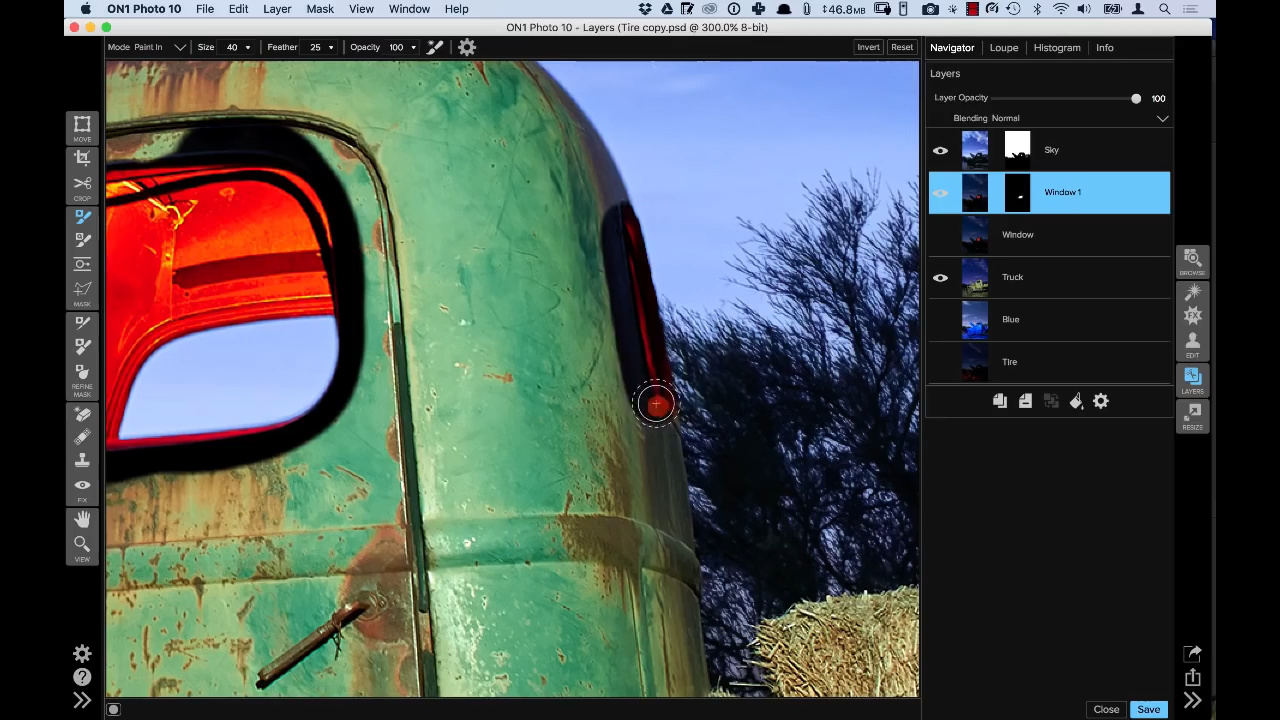 ON1 Photo 10 File Edit Layer Mask View Window Help 46.8MB
ON1 Photo 10 - Layers (Tire copy.psd @ 300.0% 8-bit)
Mode Paint In Size 40 Feather 25 Opacity 100 Invert Reset
Navigator Loupe Histogram Info
Layers
Layer Opacity 100
Blending Normal
Sky
Window 1
Window
Truck
Blue
Tire
MOVE
CROP
MASK
REFINE
MASK
FIX
VIEW
BROWSE
FX
EDIT
LAYERS
RESIZE
Close Save